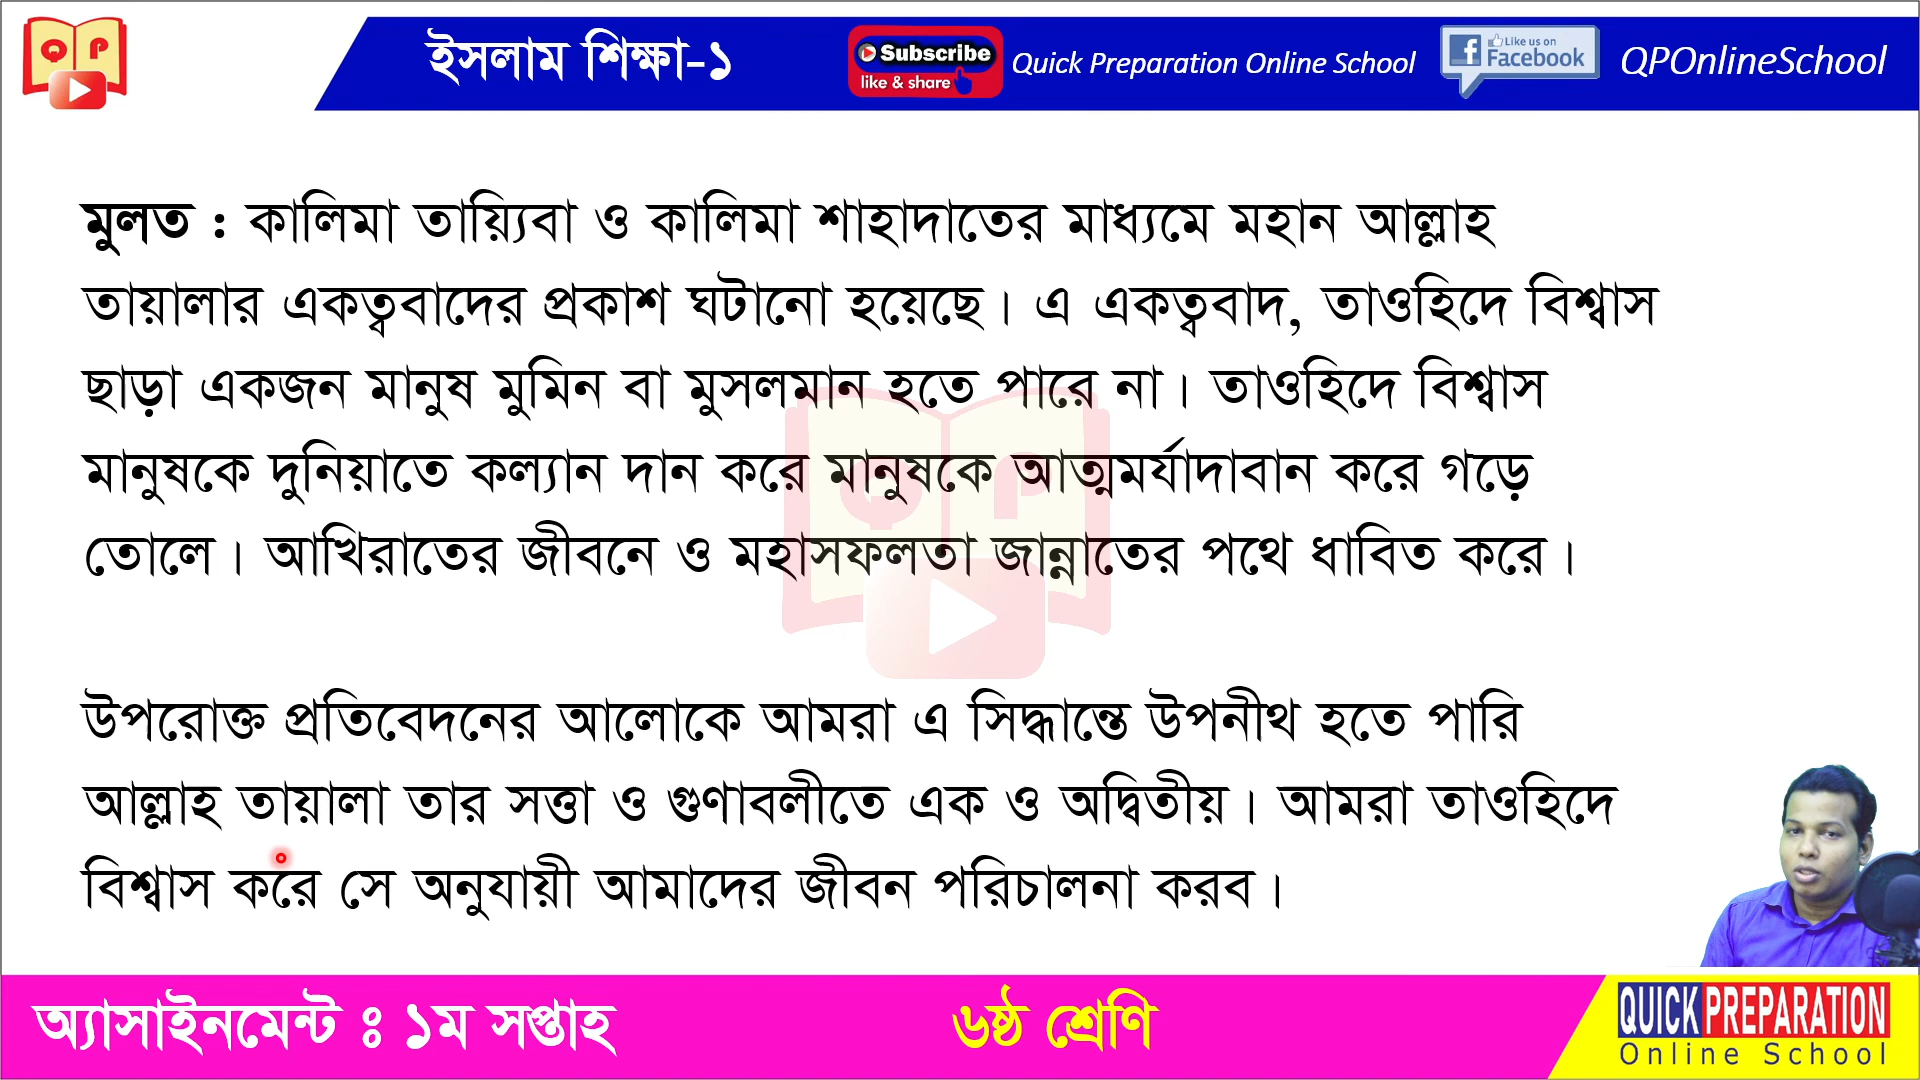 Q P
ইসলাম শিক্ষা-১
Subscribe
like & share
Quick Preparation Online School
Like us on
Facebook
QPOnlineSchool
মুলত : কালিমা তায়্যিবা ও কালিমা শাহাদাতের মাধ্যমে মহান আল্লাহ
তায়ালার একত্ববাদের প্রকাশ ঘটানো হয়েছে। এ একত্ববাদ, তাওহিদে বিশ্বাস
ছাড়া একজন মানুষ মুমিন বা মুসলমান হতে পারে না। তাওহিদে বিশ্বাস
মানুষকে দুনিয়াতে কল্যান দান করে মানুষকে আত্মমর্যাদাবান করে গড়ে
তোলে। আখিরাতের জীবনে ও মহাসফলতা জান্নাতের পথে ধাবিত করে।
উপরোক্ত প্রতিবেদনের আলোকে আমরা এ সিদ্ধান্তে উপনীথ হতে পারি
আল্লাহ তায়ালা তার সত্তা ও গুণাবলীতে এক ও অদ্বিতীয়। আমরা তাওহিদে
বিশ্বাস করে সে অনুযায়ী আমাদের জীবন পরিচালনা করব।
অ্যাসাইনমেন্ট ঃ ১ম সপ্তাহ
৬ষ্ঠ শ্রেণি
QUICK PREPARATION
Online School